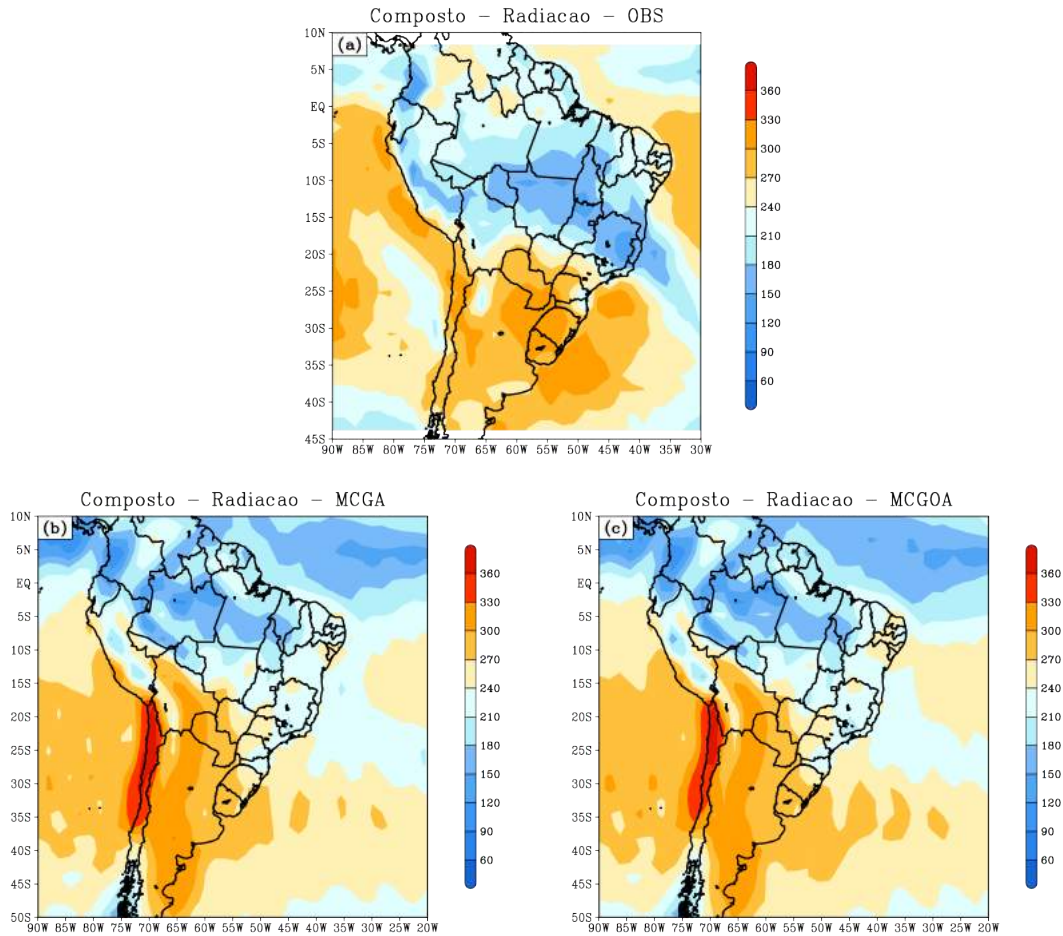 Composto − Radiacao − OBS
(a)
10N
5N
EQ
5S
10S
15S
20S
25S
30S
35S
40S
45S
90W 85W 80W 75W 70W 65W 60W 55W 50W 45W 40W 35W 30W
360
330
300
270
240
210
180
150
120
90
60
Composto − Radiacao − MCGA
(b)
10N
5N
EQ
5S
10S
15S
20S
25S
30S
35S
40S
45S
50S
90W 85W 80W 75W 70W 65W 60W 55W 50W 45W 40W 35W 30W 25W 20W
360
330
300
270
240
210
180
150
120
90
60
Composto − Radiacao − MCGOA
(c)
10N
5N
EQ
5S
10S
15S
20S
25S
30S
35S
40S
45S
50S
90W 85W 80W 75W 70W 65W 60W 55W 50W 45W 40W 35W 30W 25W 20W
360
330
300
270
240
210
180
150
120
90
60